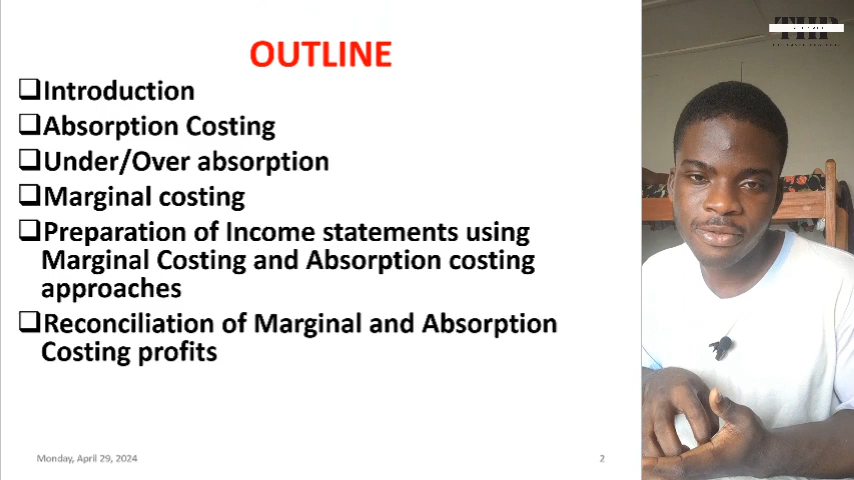 OUTLINE
❑Introduction
❑Absorption Costing
❑Under/Over absorption
❑Marginal costing
❑Preparation of Income statements using
Marginal Costing and Absorption costing
approaches
❑Reconciliation of Marginal and Absorption
Costing profits
Monday, April 29, 2024
2